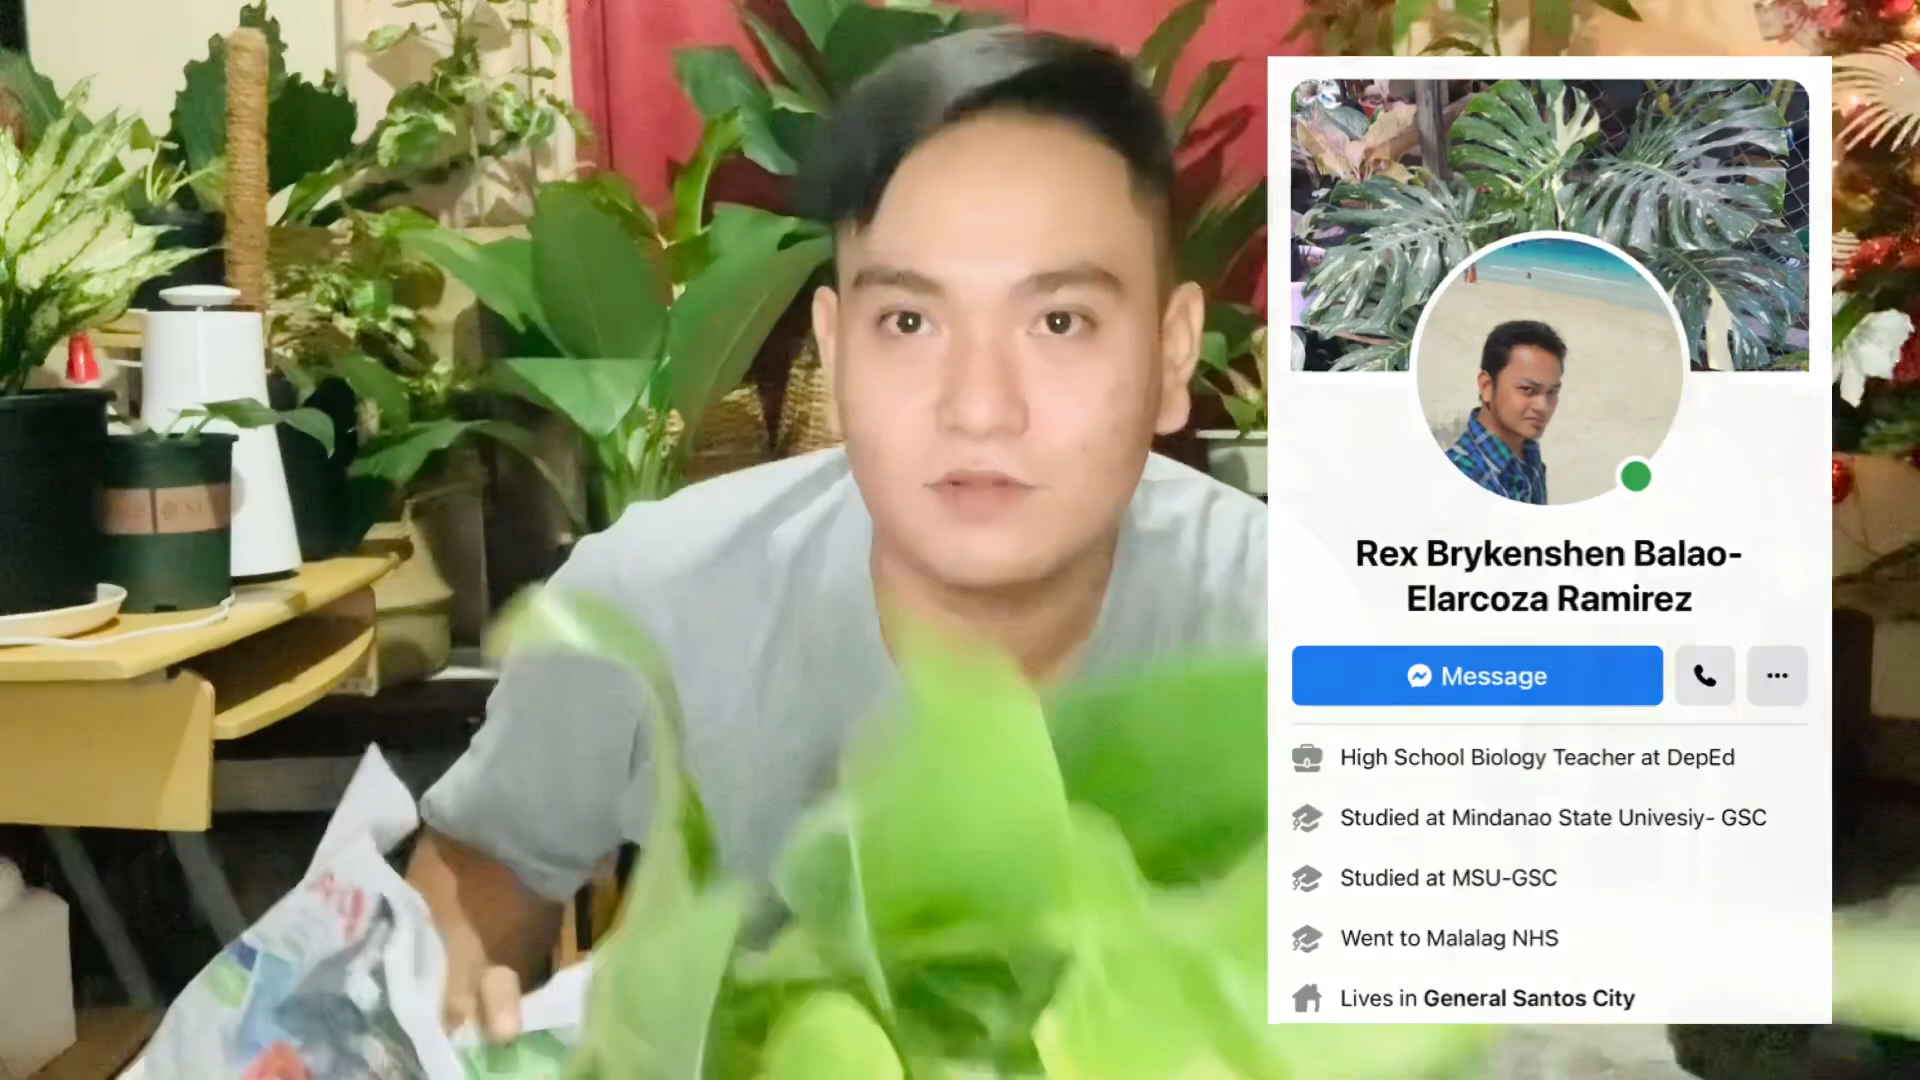 Rex Brykenshen Balao-
Elarcoza Ramirez
Message
High School Biology Teacher at DepEd
Studied at Mindanao State Univesiy- GSC
Studied at MSU-GSC
Went to Malalag NHS
Lives in General Santos City